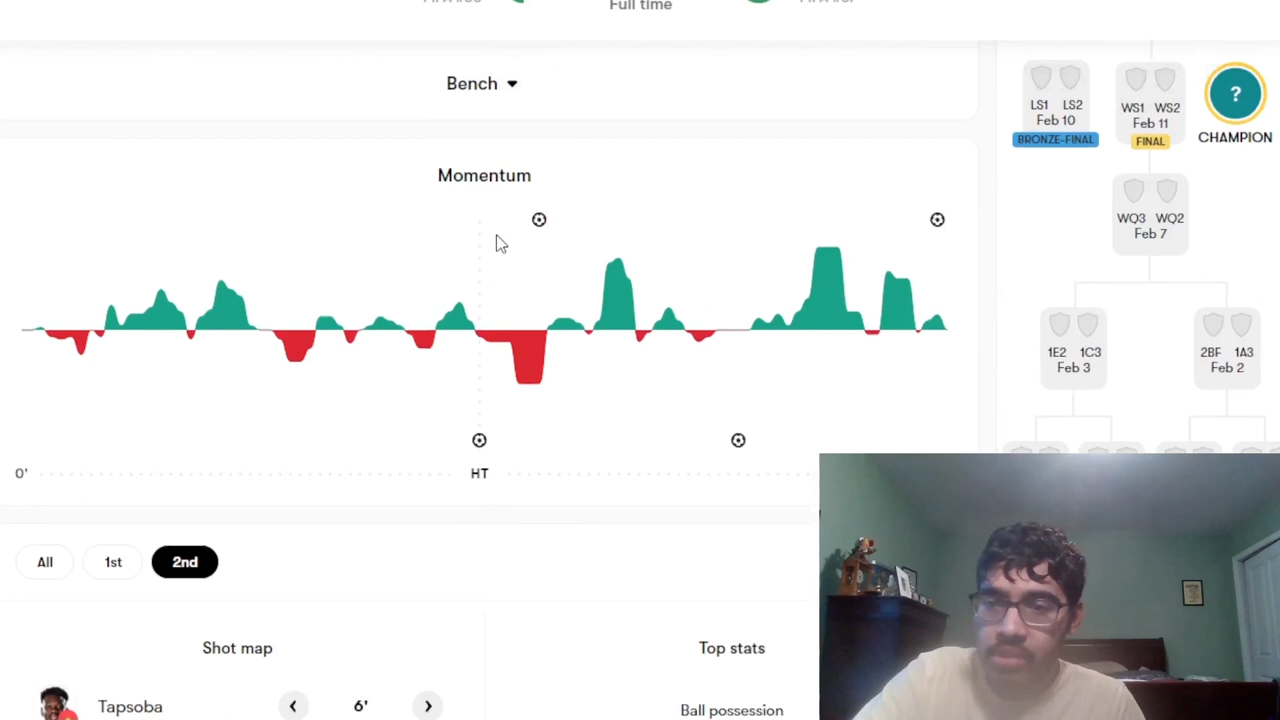 Full time
Bench
LS1 LS2
Feb 10
BRONZE-FINAL
WS1 WS2
Feb 11
FINAL
?
CHAMPION
Momentum
WQ3 WQ2
Feb 7
1E2 1C3
Feb 3
2BF 1A3
Feb 2
0'
HT
All 1st 2nd
Shot map
Top stats
Tapsoba
6'
Ball possession